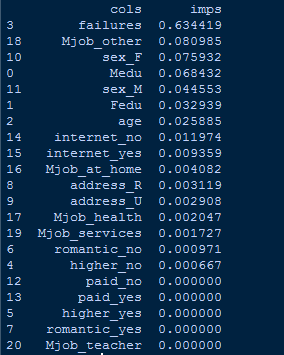 cols imps
3 failures 0.634419
18 Mjob_other 0.080985
10 sex_F 0.075932
0 Medu 0.068432
11 sex_M 0.044553
1 Fedu 0.032939
2 age 0.025885
14 internet_no 0.011974
15 internet_yes 0.009359
16 Mjob_at_home 0.004082
8 address_R 0.003119
9 address_U 0.002908
17 Mjob_health 0.002047
19 Mjob_services 0.001727
6 romantic_no 0.000971
4 higher_no 0.000667
12 paid_no 0.000000
13 paid_yes 0.000000
5 higher_yes 0.000000
7 romantic_yes 0.000000
20 Mjob_teacher 0.000000